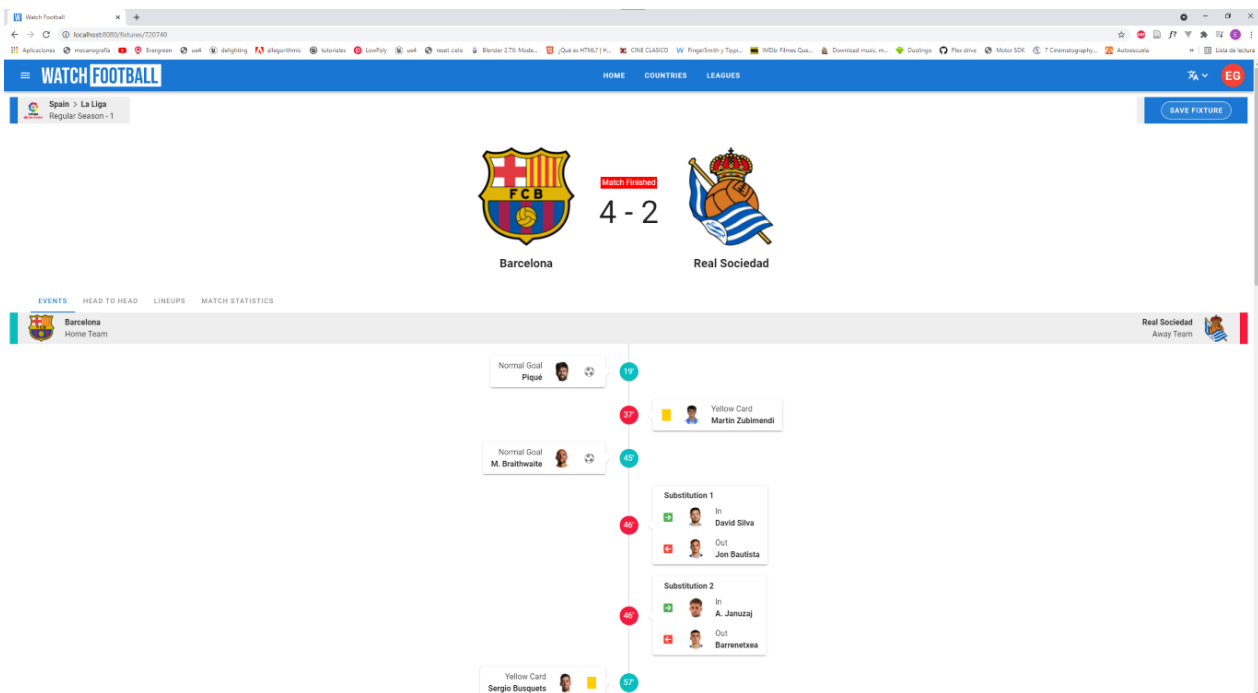 Watch Football
localhost:8080/fixtures/720740
Aplicaciones mecanografia Evergreen ue4 delighting allegorithmic tutoriales LowPoly ue4 reset cielo Blender 2.7X: Mode... ¿Qué es HTML? | H... CINE CLASICO FingerSmith y Tippi... IMDb: Filmes Que... Download music, m... Duolingo Plex drive Motor SDK 7 Cinematography... Autoescuela » Lista de lectura
WATCH FOOTBALL HOME COUNTRIES LEAGUES EG
Spain > La Liga
Regular Season - 1
SAVE FIXTURE
FCB
Match Finished
4 - 2
Barcelona Real Sociedad
EVENTS HEAD TO HEAD LINEUPS MATCH STATISTICS
Barcelona
Home Team
Real Sociedad
Away Team
Normal Goal
Piqué
19'
37'
Yellow Card
Martín Zubimendi
Normal Goal
M. Braithwaite
45'
Substitution 1
46'
In
David Silva
Out
Jon Bautista
Substitution 2
46'
In
A. Januzaj
Out
Barrenetxea
Yellow Card
Sergio Busquets
57'